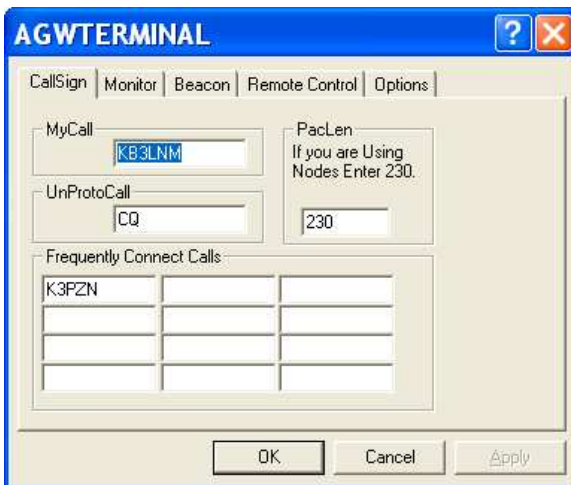 AGWTERMINAL
CallSign Monitor Beacon Remote Control Options
MyCall
KB3LNM
UnProtoCall
CQ
PacLen
If you are Using
Nodes Enter 230.
230
Frequently Connect Calls
K3PZN
OK Cancel Apply